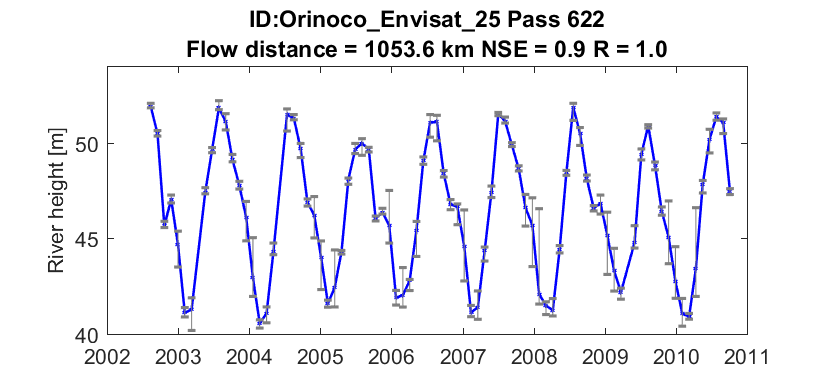 ID:Orinoco_Envisat_25 Pass 622
Flow distance = 1053.6 km NSE = 0.9 R = 1.0
River height [m]
50
45
40
2002 2003 2004 2005 2006 2007 2008 2009 2010 2011